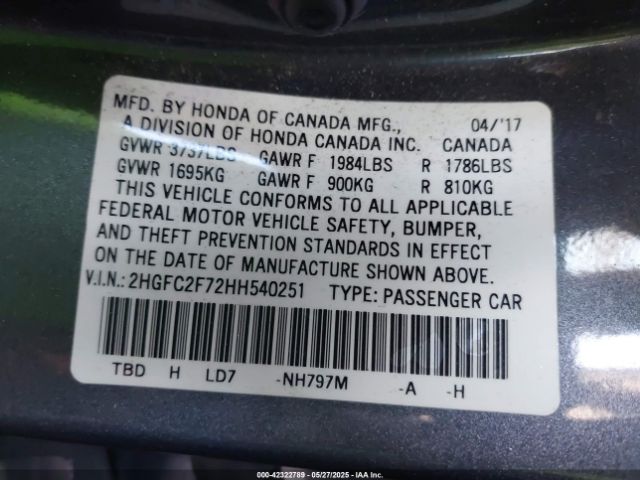 MFD. BY HONDA OF CANADA MFG., 04/'17
A DIVISION OF HONDA CANADA INC. CANADA
GVWR 3737LBS GAWR F 1984LBS R 1786LBS
GVWR 1695KG GAWR F 900KG R 810KG
THIS VEHICLE CONFORMS TO ALL APPLICABLE
FEDERAL MOTOR VEHICLE SAFETY, BUMPER,
AND THEFT PREVENTION STANDARDS IN EFFECT
ON THE DATE OF MANUFACTURE SHOWN ABOVE.
V.I.N.: 2HGFC2F72HH540251 TYPE: PASSENGER CAR
TBD H LD7 -NH797M -A -H
00-42322789 - 05/27/2025 - IAA Inc.